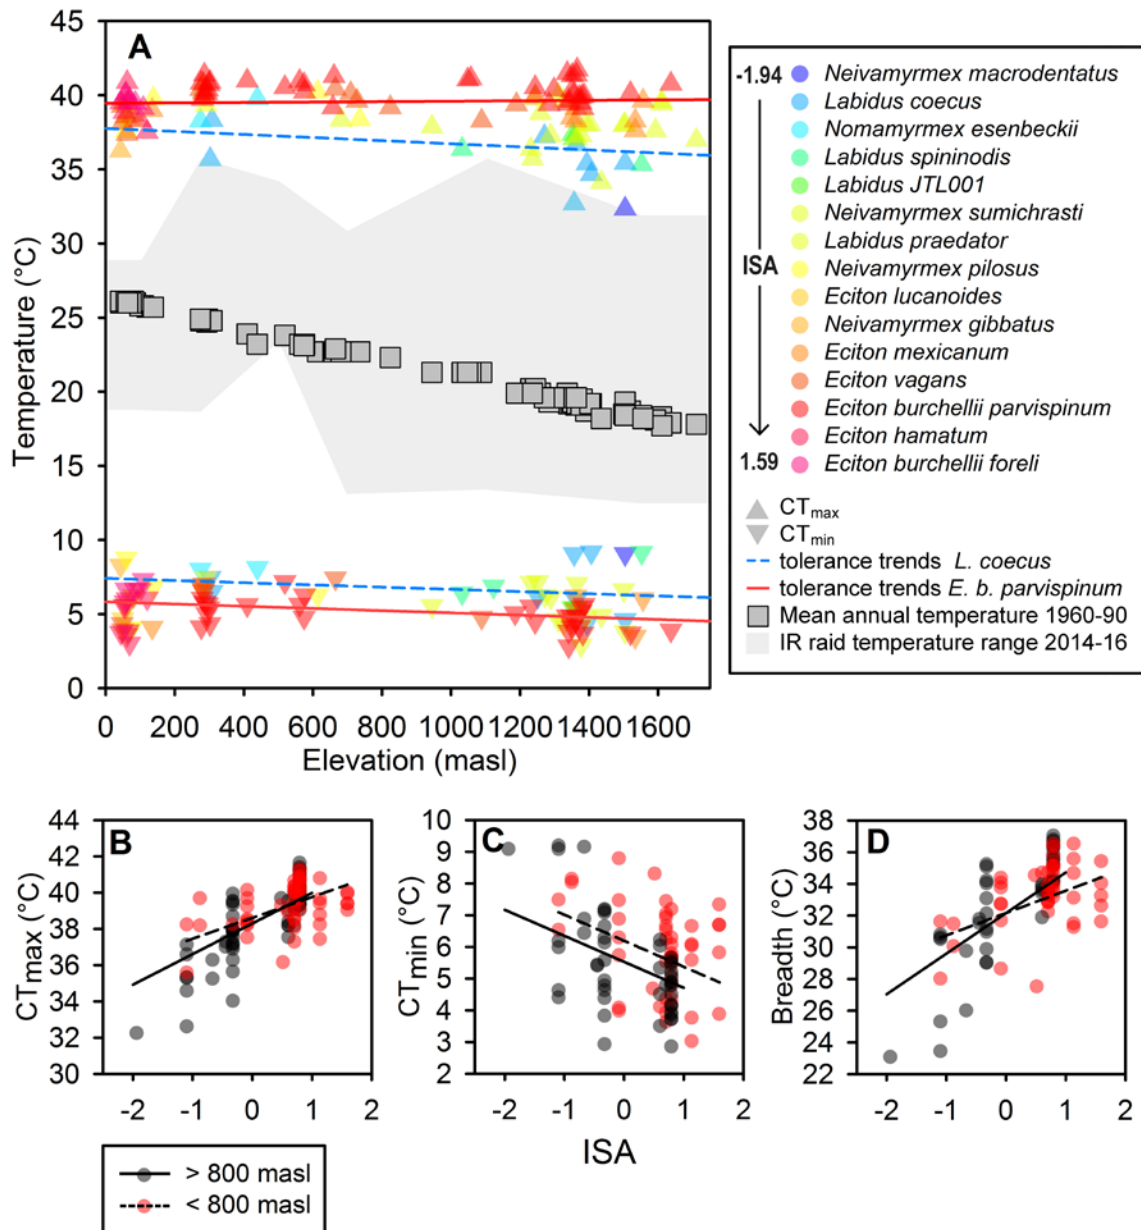 A
45
40
35
30
25
20
15
10
5
0
Temperature (°C)
0
200
400
600
800
1000
1200
1400
1600
Elevation (masl)
-1.94
ISA
1.59
Neivamyrmex macrodentatus
Labidus coecus
Nomamyrmex esenbeckii
Labidus spininodis
Labidus JTL001
Neivamyrmex sumichrasti
Labidus praedator
Neivamyrmex pilosus
Eciton lucanoides
Neivamyrmex gibbatus
Eciton mexicanum
Eciton vagans
Eciton burchellii parvispinum
Eciton hamatum
Eciton burchellii foreli
CTmax
CTmin
tolerance trends L. coecus
tolerance trends E. b. parvispinum
Mean annual temperature 1960-90
IR raid temperature range 2014-16
B
44
42
40
38
36
34
32
30
CTmax (°C)
-2
-1
0
1
2
C
10
9
8
7
6
5
4
3
2
CTmin (°C)
-2
-1
0
1
2
ISA
D
38
36
34
32
30
28
26
24
22
Breadth (°C)
-2
-1
0
1
2
> 800 masl
< 800 masl